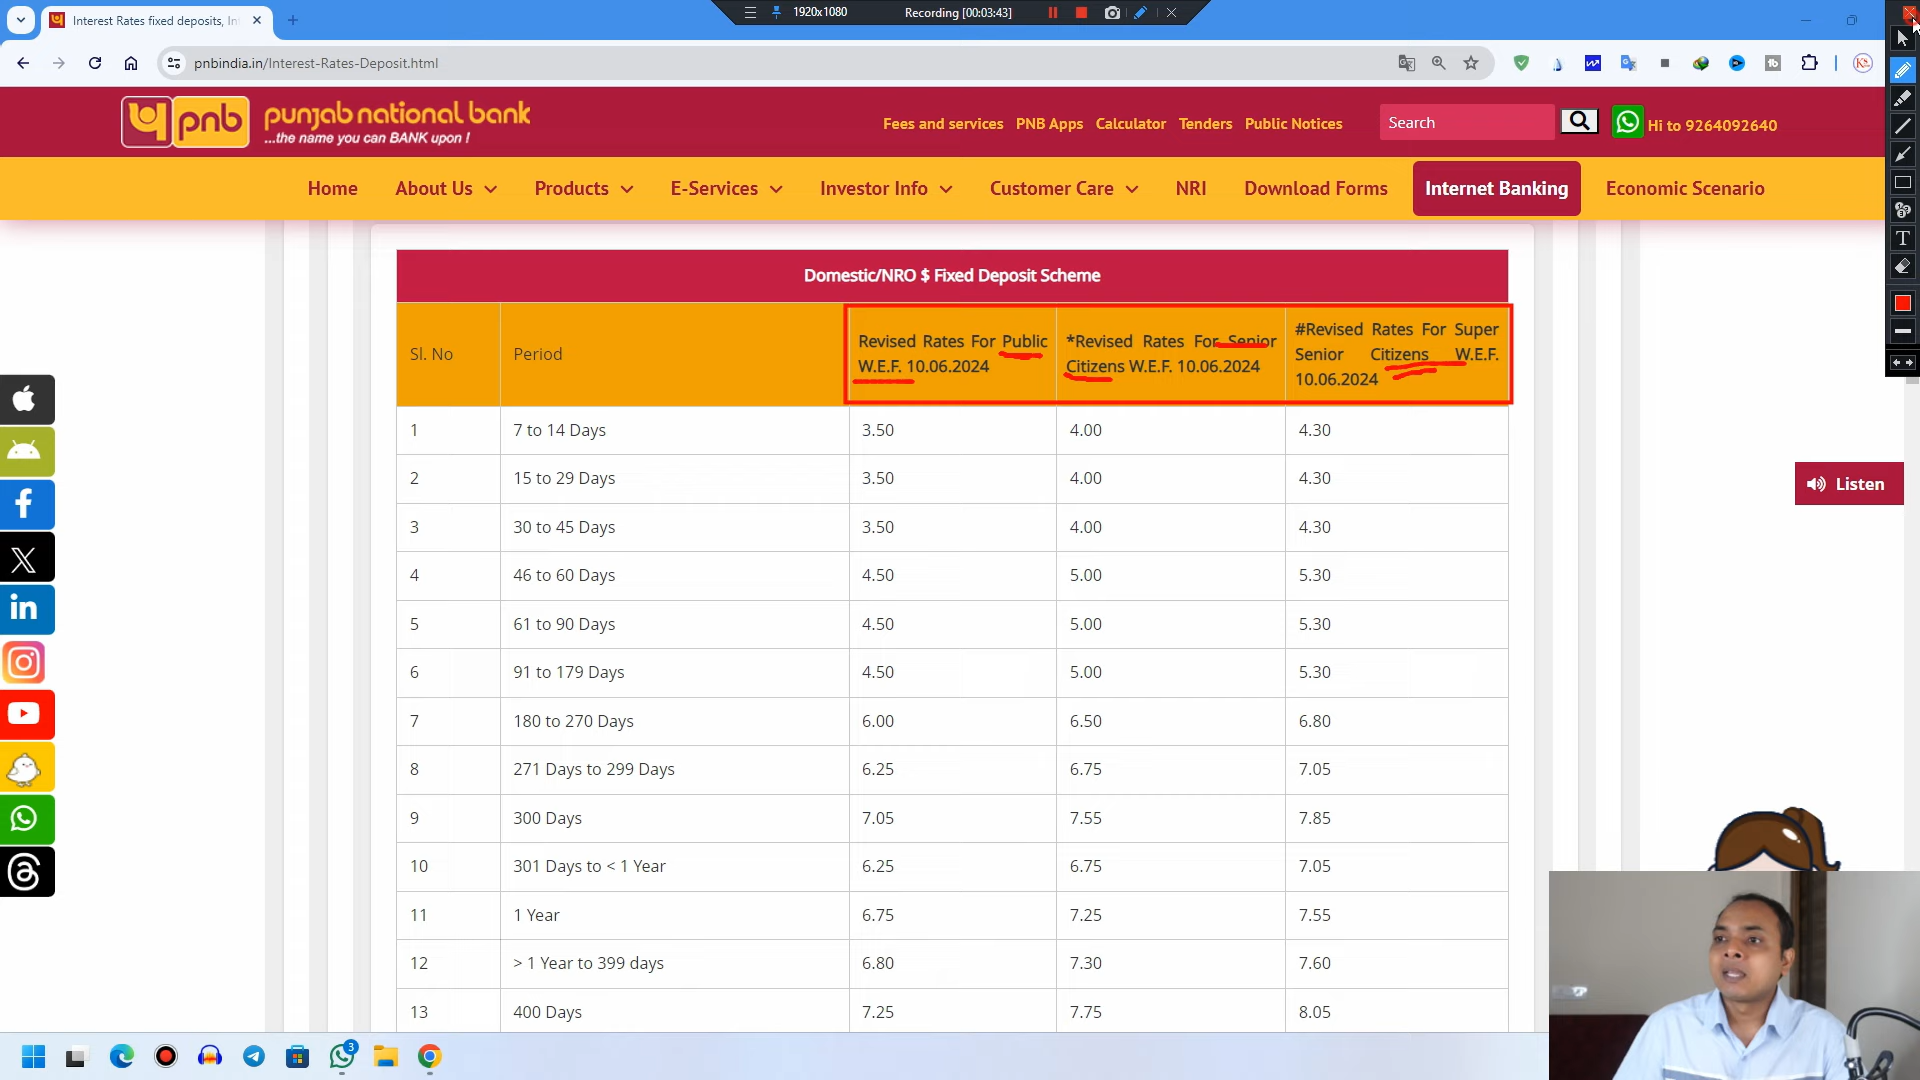 Interest Rates fixed deposits, In
1920x1080
Recording [00:03:43]
pnbindia.in/Interest-Rates-Deposit.html
pnb
punjab national bank
...the name you can BANK upon !
Fees and services PNB Apps Calculator Tenders Public Notices
Search
Hi to 9264092640
Home About Us Products E-Services Investor Info Customer Care NRI Download Forms Internet Banking Economic Scenario
Domestic/NRO $ Fixed Deposit Scheme
Sl. No
Period
Revised Rates For Public
W.E.F. 10.06.2024
*Revised Rates For Senior
Citizens W.E.F. 10.06.2024
#Revised Rates For Super
Senior Citizens W.E.F.
10.06.2024
1 7 to 14 Days 3.50 4.00 4.30
2 15 to 29 Days 3.50 4.00 4.30
3 30 to 45 Days 3.50 4.00 4.30
4 46 to 60 Days 4.50 5.00 5.30
5 61 to 90 Days 4.50 5.00 5.30
6 91 to 179 Days 4.50 5.00 5.30
7 180 to 270 Days 6.00 6.50 6.80
8 271 Days to 299 Days 6.25 6.75 7.05
9 300 Days 7.05 7.55 7.85
10 301 Days to < 1 Year 6.25 6.75 7.05
11 1 Year 6.75 7.25 7.55
12 > 1 Year to 399 days 6.80 7.30 7.60
13 400 Days 7.25 7.75 8.05
Listen
3